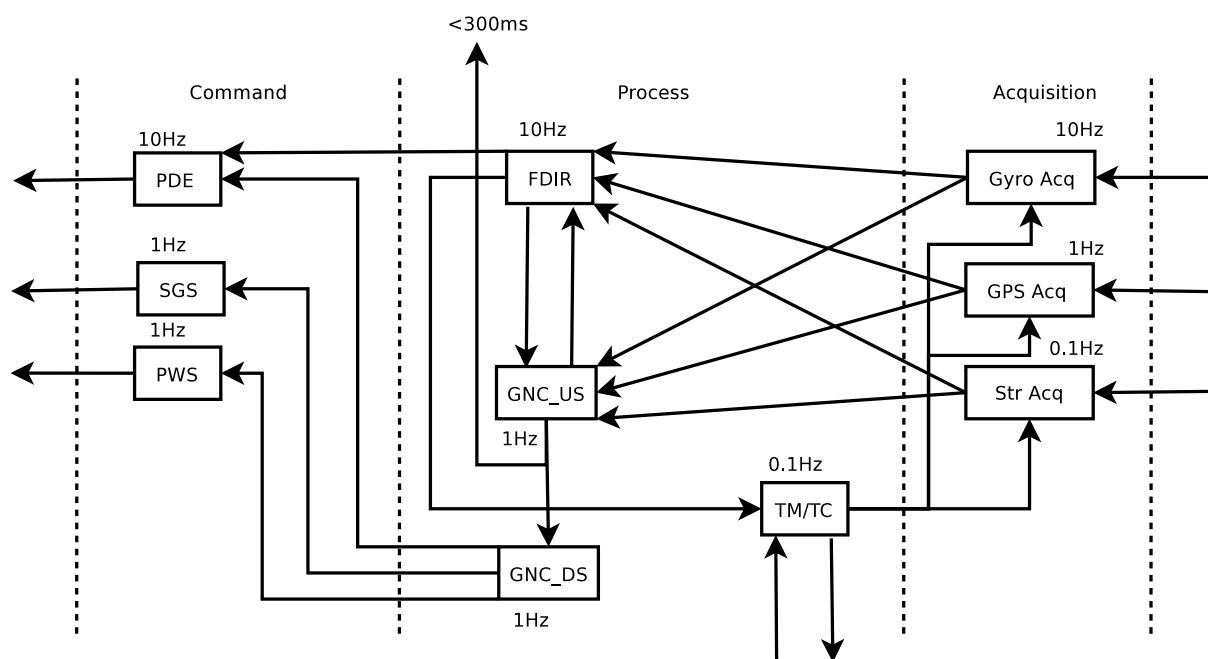 <300ms
Command
Process
Acquisition
10Hz
10Hz
10Hz
PDE
FDIR
Gyro Acq
1Hz
1Hz
SGS
GPS Acq
1Hz
0.1Hz
PWS
GNC_US
Str Acq
1Hz
0.1Hz
TM/TC
GNC_DS
1Hz